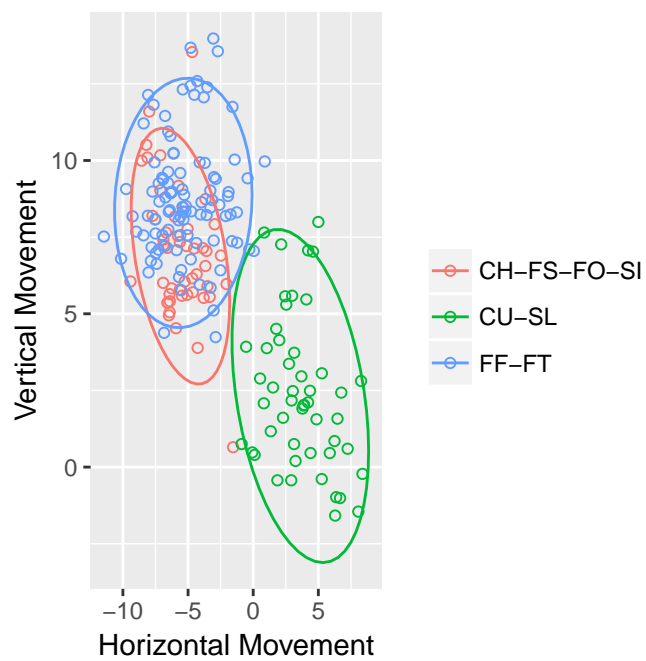 10
5
0
−10
−5
0
5
Horizontal Movement
Vertical Movement
CH−FS−FO−SI
CU−SL
FF−FT